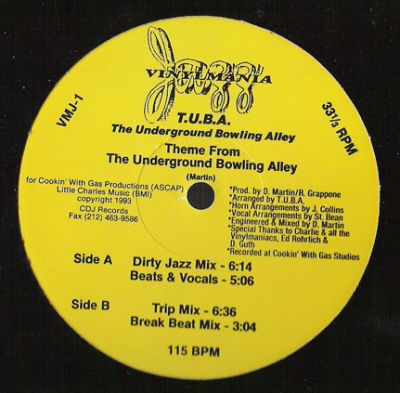 Jazz
VINYLMANIA
VMJ-1
33⅓ RPM
T.U.B.A.
The Underground Bowling Alley
Theme From
The Underground Bowling Alley
(Martin)
for Cookin' With Gas Productions (ASCAP)
Little Charles Music (BMI)
copyright 1993
CDJ Records
Fax (212) 463-9586
*Prod. by D. Martin/R. Grappone
*Arranged by T.U.B.A.
*Horn Arrangements by J. Collins
*Vocal Arrangements by St. Bean
*Engineered & Mixed by D. Martin
*Special Thanks to Charlie & all the
Vinylmaniacs, Ed Rohrlich &
D. Guth
*Recorded at Cookin' With Gas Studios
Side A Dirty Jazz Mix - 6:14
Beats & Vocals - 5:06
Side B Trip Mix - 6:36
Break Beat Mix - 3:04
115 BPM